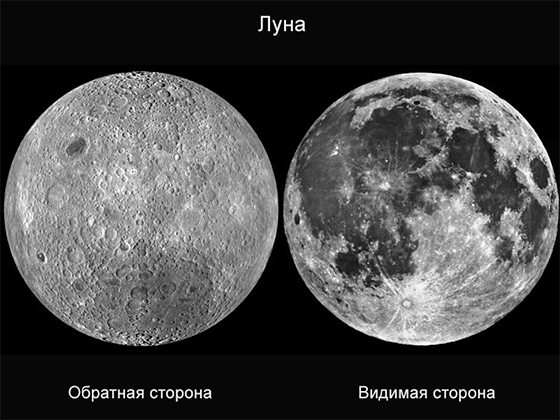 Луна
Обратная сторона
Видимая сторона